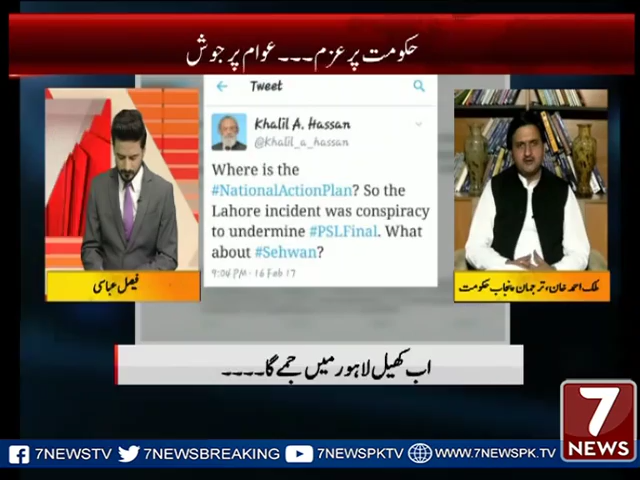 حکومت پر عزم ۔۔۔ عوام پر جوش
Tweet
Khalil A. Hassan
@khalil_a_hassan
Where is the
#NationalActionPlan? So the
Lahore incident was conspiracy
to undermine #PSLFinal. What
about #Sehwan?
9:04 PM · 16 Feb 17
فیصل عباسی
ملک احمد خان، ترجمان پنجاب حکومت
اب کھیل لاہور میں جمے گا ۔۔۔۔
7
NEWS
7NEWSTV 7NEWSBREAKING 7NEWSPKTV WWW.7NEWSPK.TV